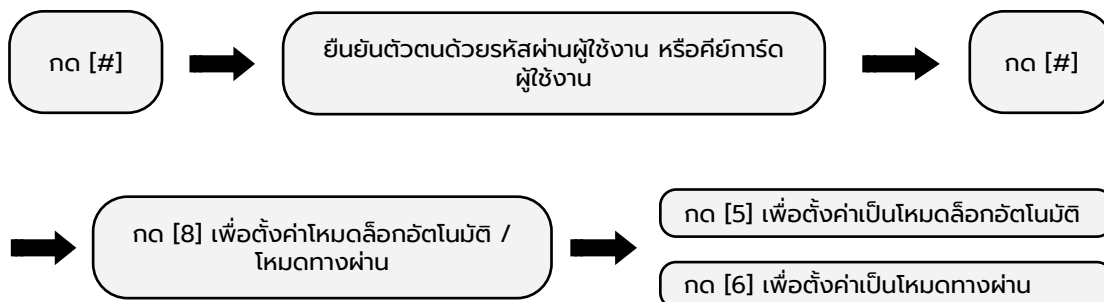 กด [#]
ยืนยันตัวตนด้วยรหัสผ่านผู้ใช้งาน หรือคีย์การ์ด
ผู้ใช้งาน
กด [#]
กด [8] เพื่อตั้งค่าโหมดล็อกอัตโนมัติ /
โหมดทางผ่าน
กด [5] เพื่อตั้งค่าเป็นโหมดล็อกอัตโนมัติ
กด [6] เพื่อตั้งค่าเป็นโหมดทางผ่าน